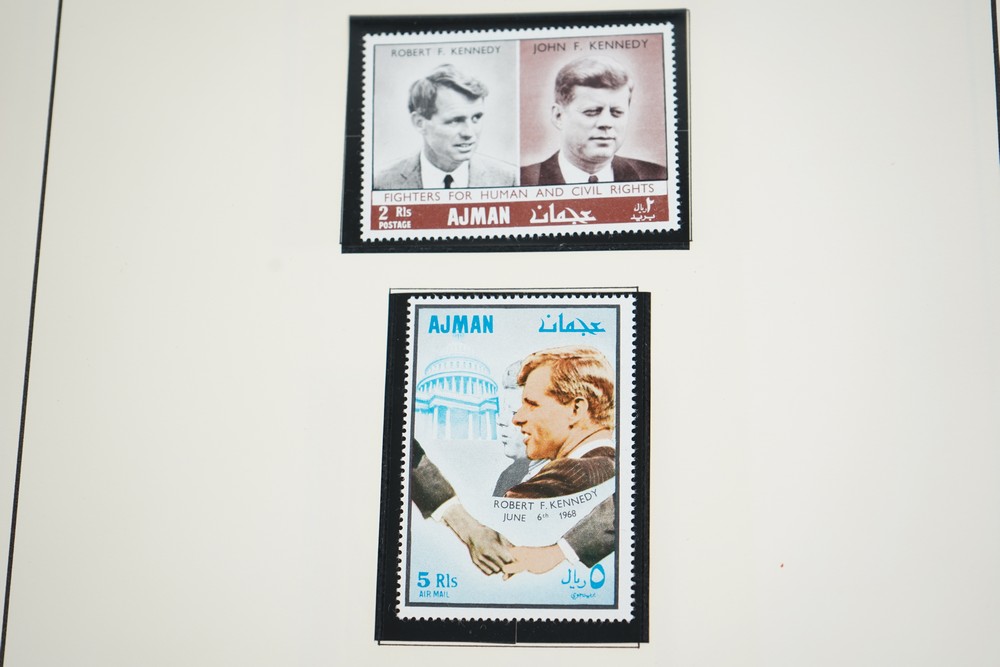 ROBERT F. KENNEDY
JOHN F. KENNEDY
FIGHTERS FOR HUMAN AND CIVIL RIGHTS
2 Rls
POSTAGE
AJMAN
عجمان
٢ ريال
بريد
AJMAN
عجمان
ROBERT F. KENNEDY
JUNE 6th 1968
5 Rls
AIR MAIL
٥ ريال